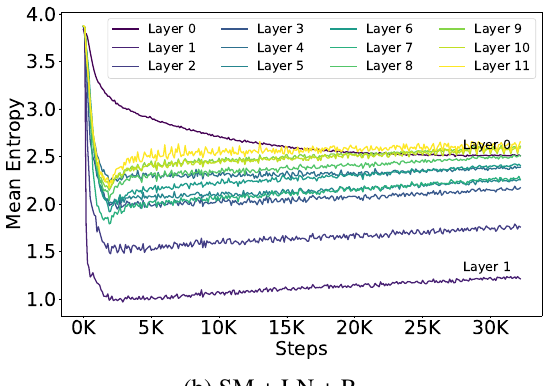 4.0
3.5
3.0
2.5
2.0
1.5
1.0
Mean Entropy
Layer 0 Layer 3 Layer 6 Layer 9
Layer 1 Layer 4 Layer 7 Layer 10
Layer 2 Layer 5 Layer 8 Layer 11
Layer 0
Layer 1
0K 5K 10K 15K 20K 25K 30K
Steps
(b) SM + LN +